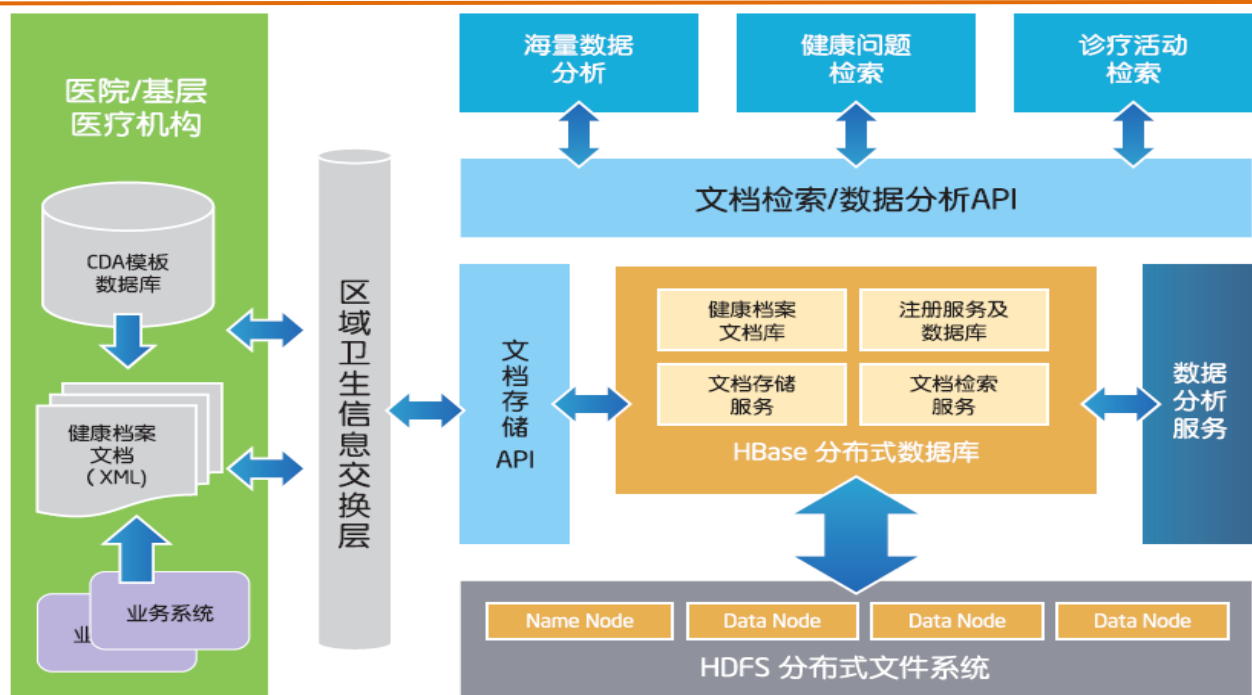 医院/基层
医疗机构
CDA模板
数据库
健康档案
文档
(XML)
业务系统
业
区域卫生信息交换层
海量数据
分析
健康问题
检索
诊疗活动
检索
文档检索/数据分析API
文档存储
API
健康档案
文档库
注册服务及
数据库
文档存储
服务
文档检索
服务
HBase 分布式数据库
数据
分析
服务
Name Node
Data Node
Data Node
Data Node
HDFS 分布式文件系统